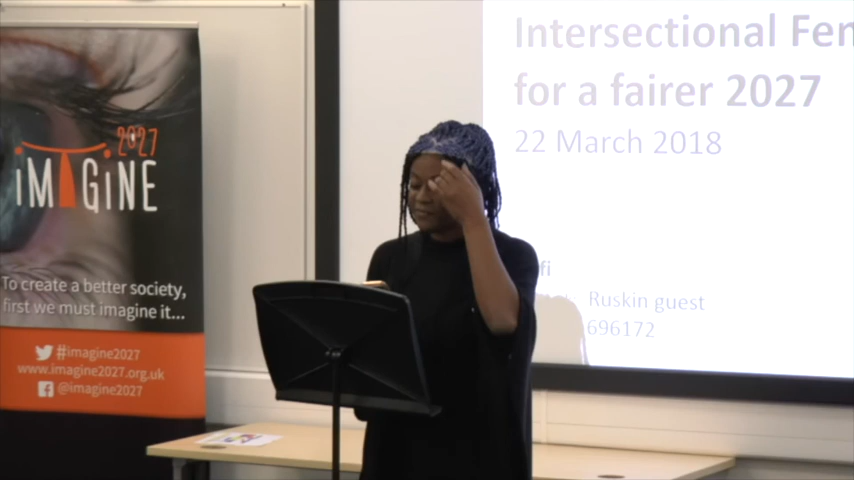 2027
iMAGiNE
To create a better society,
first we must imagine it...
#imagine2027
www.imagine2027.org.uk
@imagine2027
Intersectional Fem
for a fairer 2027
22 March 2018
fi
Ruskin guest
696172